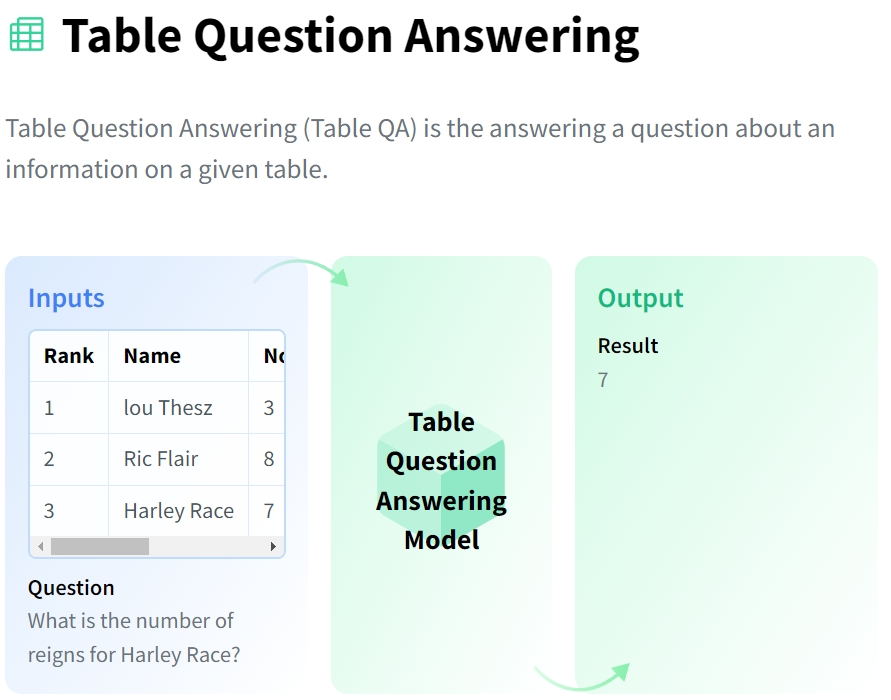 Table Question Answering
Table Question Answering (Table QA) is the answering a question about an
information on a given table.
Inputs
Rank Name No
1 lou Thesz 3
2 Ric Flair 8
3 Harley Race 7
Question
What is the number of
reigns for Harley Race?
Table
Question
Answering
Model
Output
Result
7